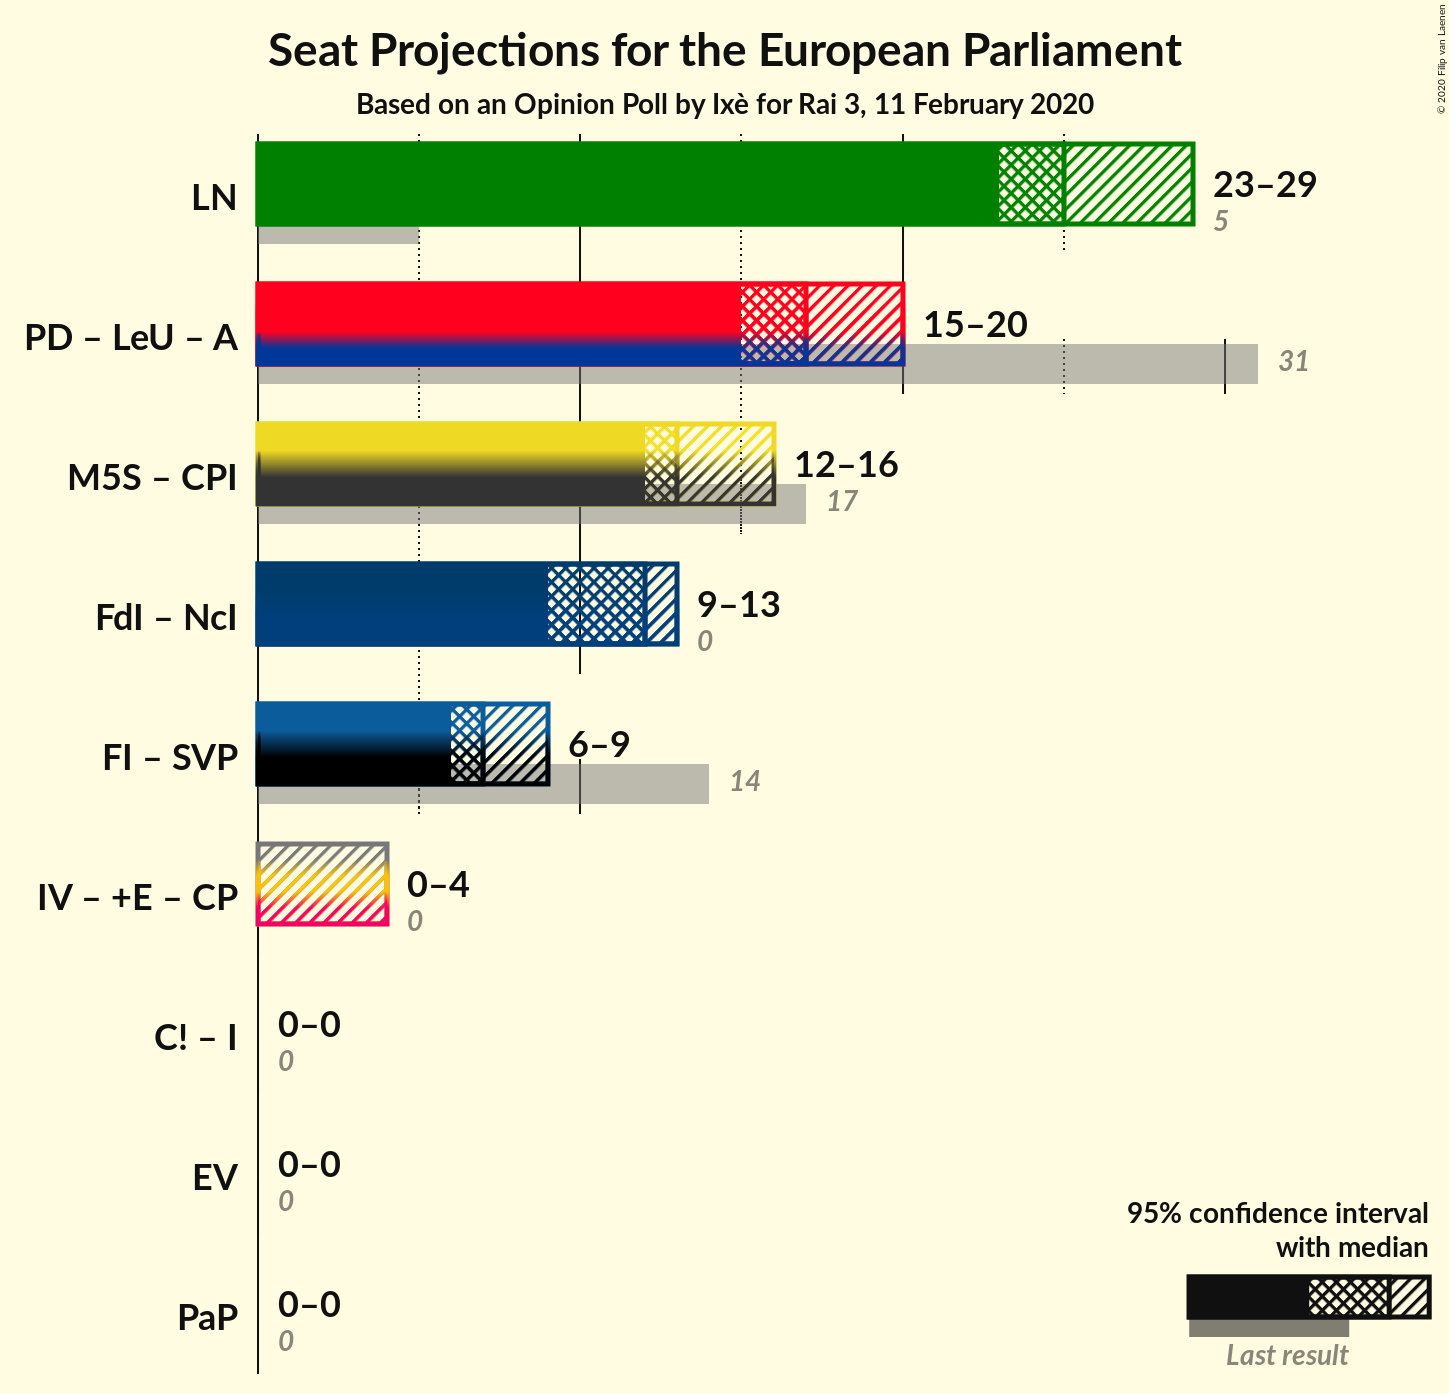 Seat Projections for the European Parliament
Based on an Opinion Poll by Ixè for Rai 3, 11 February 2020
© 2020 Filip van Laenen
LN
23–29
5
PD – LeU – A
15–20
31
M5S – CPI
12–16
17
FdI – NcI
9–13
0
FI – SVP
6–9
14
IV – +E – CP
0–4
0
C! – I
0–0
0
EV
0–0
0
PaP
0–0
0
95% confidence interval
with median
Last result